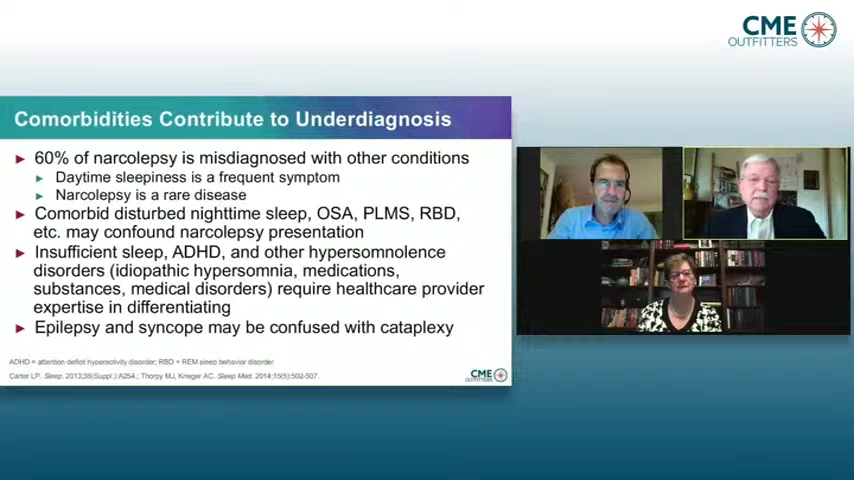 CME
OUTFITTERS
Comorbidities Contribute to Underdiagnosis
► 60% of narcolepsy is misdiagnosed with other conditions
► Daytime sleepiness is a frequent symptom
► Narcolepsy is a rare disease
► Comorbid disturbed nighttime sleep, OSA, PLMS, RBD,
etc. may confound narcolepsy presentation
► Insufficient sleep, ADHD, and other hypersomnolence
disorders (idiopathic hypersomnia, medications,
substances, medical disorders) require healthcare provider
expertise in differentiating
► Epilepsy and syncope may be confused with cataplexy
ADHD = attention deficit hyperactivity disorder; RBD = REM sleep behavior disorder
Carter LP. Sleep. 2013;36(Suppl.):A254.; Thorpy MJ, Krieger AC. Sleep Med. 2014;15(5):502-507.
CME
OUTFITTERS